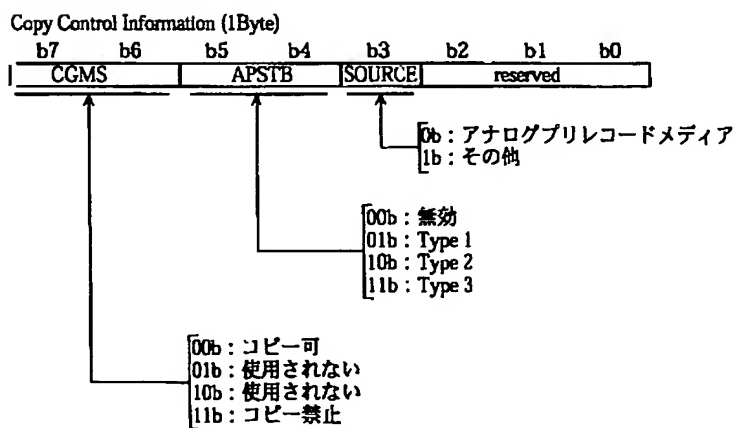 Copy Control Information (1Byte)
b7 b6 b5 b4 b3 b2 b1 b0
CGMS APSTB SOURCE reserved
0b：アナログプリレコードメディア
1b：その他
00b：無効
01b：Type 1
10b：Type 2
11b：Type 3
00b：コピー可
01b：使用されない
10b：使用されない
11b：コピー禁止